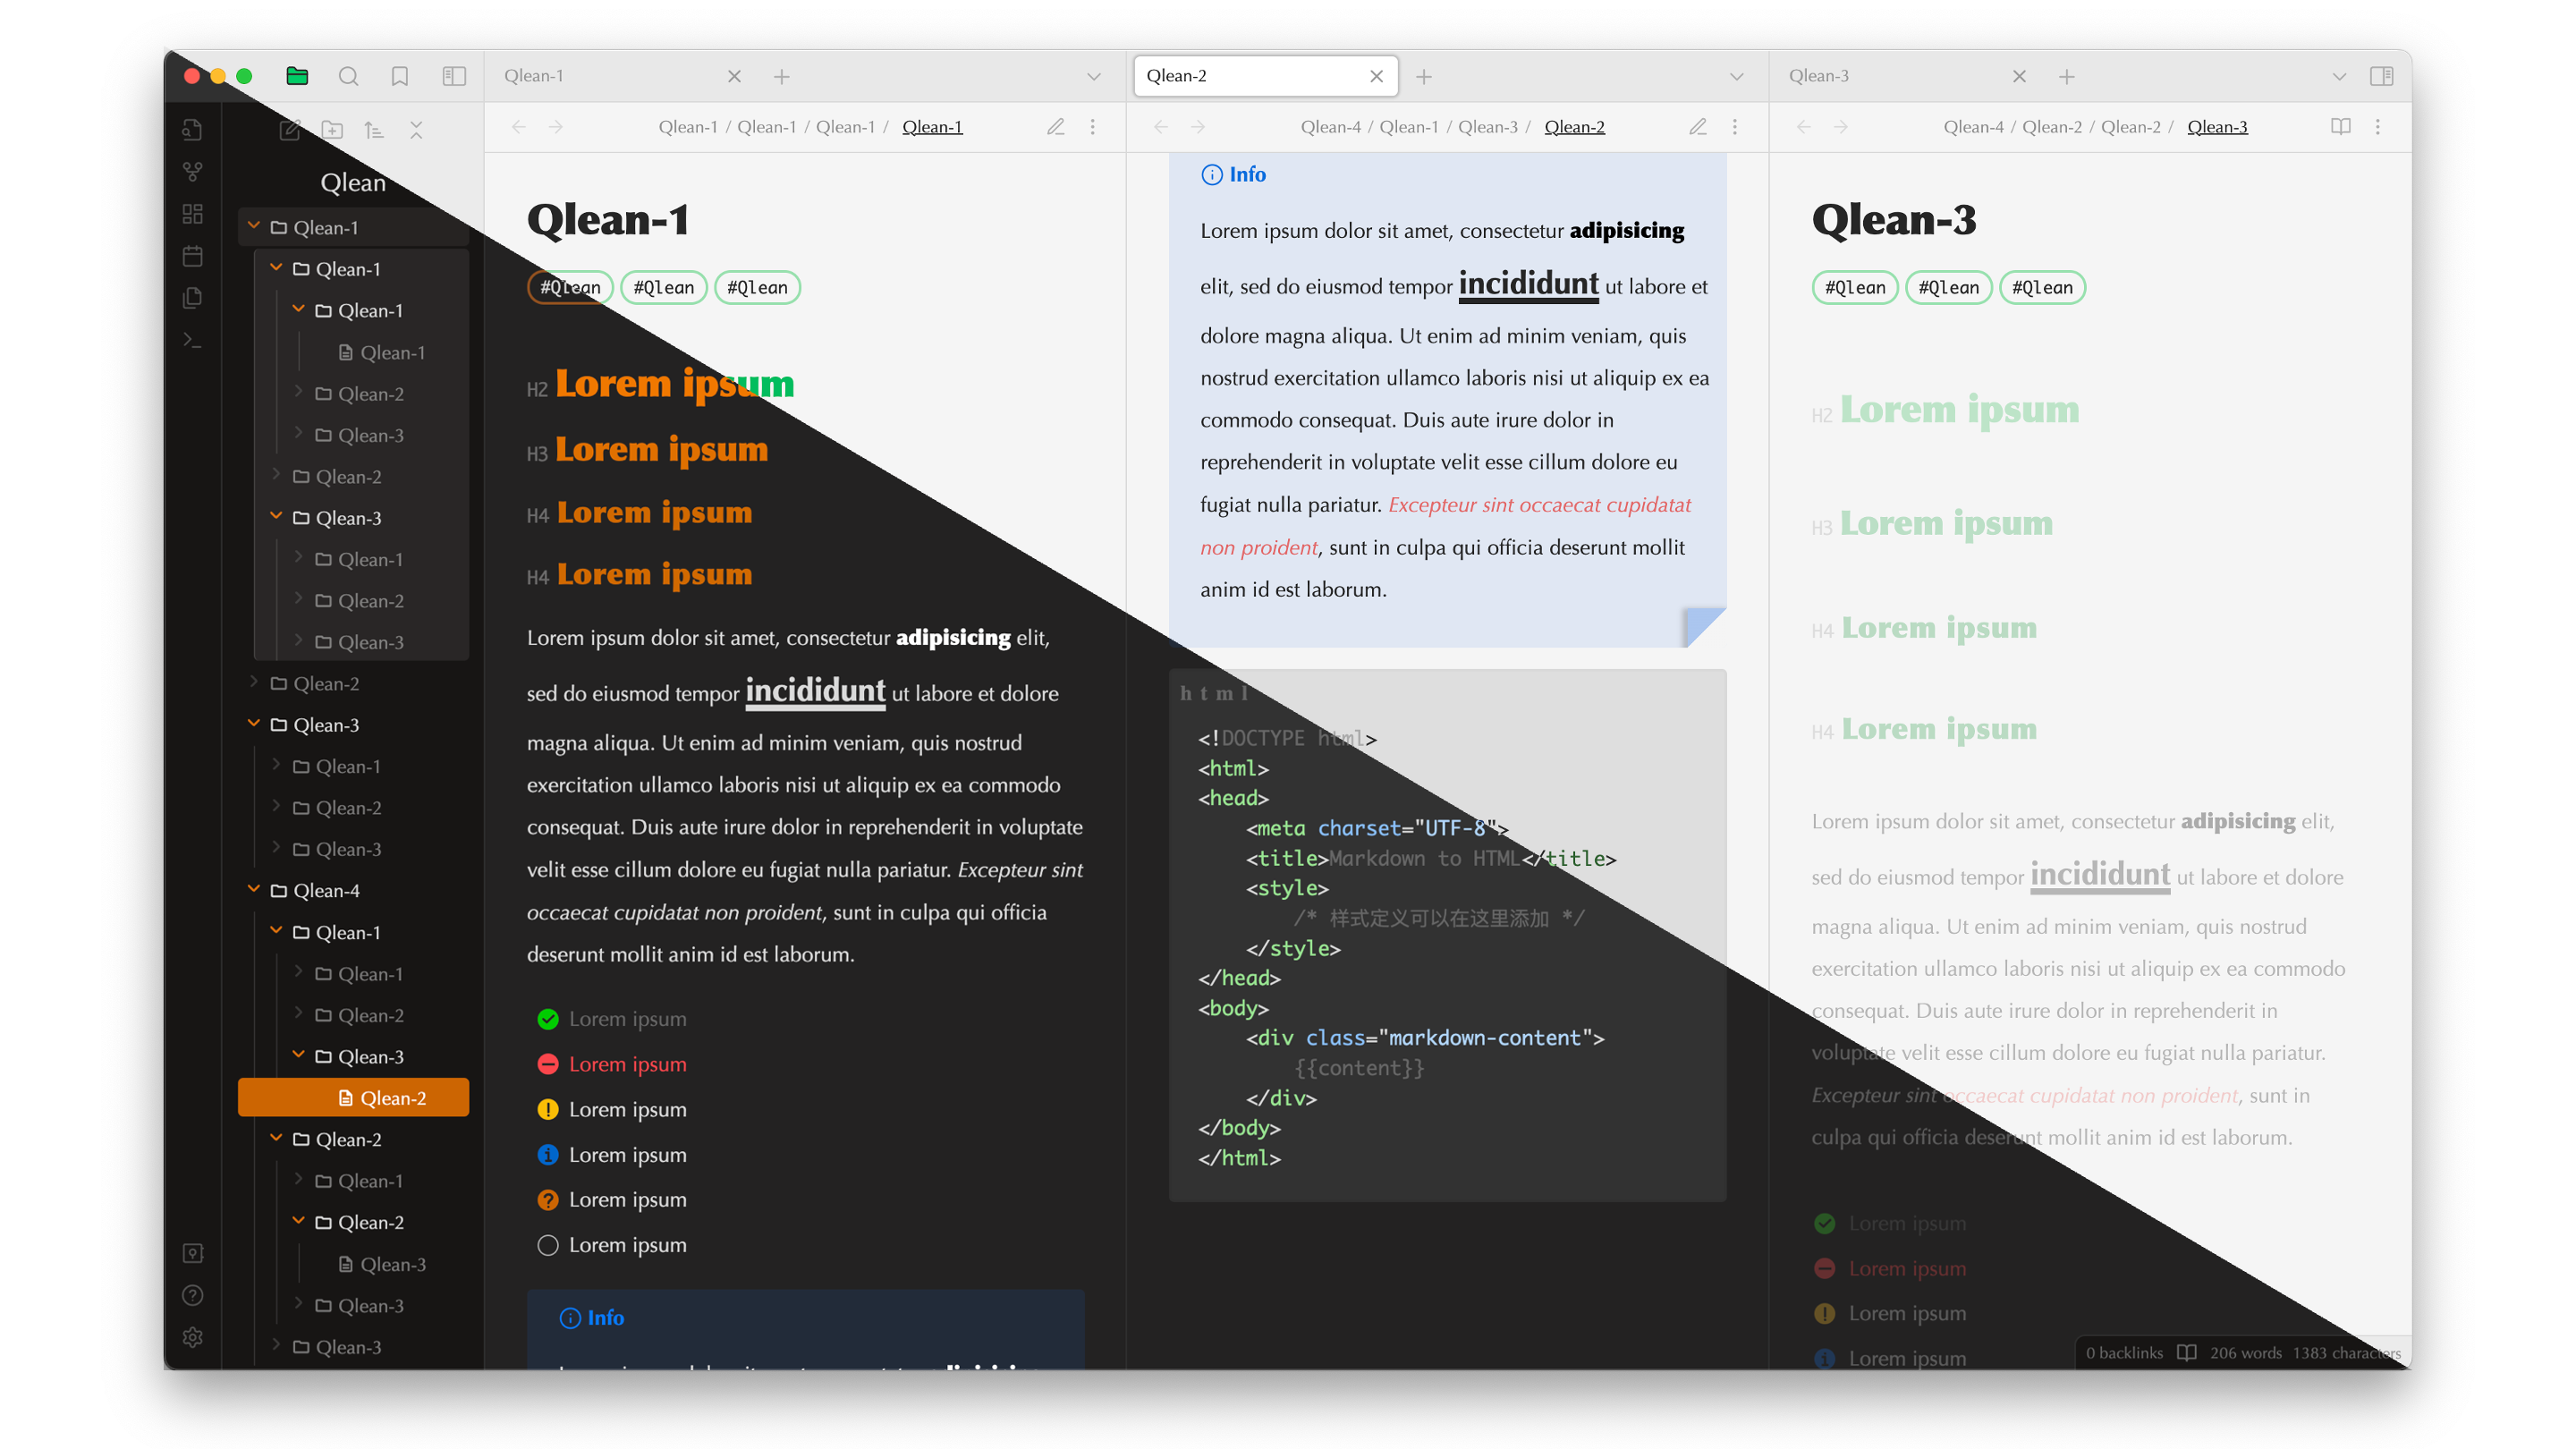 Qlean-1
Qlean-2
Qlean-3
Qlean-1 / Qlean-1 / Qlean-1 / Qlean-1
Qlean-4 / Qlean-1 / Qlean-3 / Qlean-2
Qlean-4 / Qlean-2 / Qlean-2 / Qlean-3
Qlean
Qlean-1
Qlean-1
Qlean-1
Qlean-1
Qlean-2
Qlean-3
Qlean-2
Qlean-3
Qlean-1
Qlean-2
Qlean-3
Qlean-2
Qlean-3
Qlean-1
Qlean-2
Qlean-3
Qlean-4
Qlean-1
Qlean-1
Qlean-2
Qlean-3
Qlean-2
Qlean-2
Qlean-1
Qlean-2
Qlean-3
Qlean-3
Qlean-3
Qlean-1
#Qlean #Qlean #Qlean
H2 Lorem ipsum
H3 Lorem ipsum
H4 Lorem ipsum
H4 Lorem ipsum
Lorem ipsum dolor sit amet, consectetur adipisicing elit,
sed do eiusmod tempor incididunt ut labore et dolore
magna aliqua. Ut enim ad minim veniam, quis nostrud
exercitation ullamco laboris nisi ut aliquip ex ea commodo
consequat. Duis aute irure dolor in reprehenderit in voluptate
velit esse cillum dolore eu fugiat nulla pariatur. Excepteur sint
occaecat cupidatat non proident, sunt in culpa qui officia
deserunt mollit anim id est laborum.
Lorem ipsum
Lorem ipsum
Lorem ipsum
Lorem ipsum
Lorem ipsum
Lorem ipsum
Info
Info
Lorem ipsum dolor sit amet, consectetur adipisicing
elit, sed do eiusmod tempor incididunt ut labore et
dolore magna aliqua. Ut enim ad minim veniam, quis
nostrud exercitation ullamco laboris nisi ut aliquip ex ea
commodo consequat. Duis aute irure dolor in
reprehenderit in voluptate velit esse cillum dolore eu
fugiat nulla pariatur. Excepteur sint occaecat cupidatat
non proident, sunt in culpa qui officia deserunt mollit
anim id est laborum.
html
<!DOCTYPE html>
<html>
<head>
<meta charset="UTF-8">
<title>Markdown to HTML</title>
<style>
/* 样式定义可以在这里添加 */
</style>
</head>
<body>
<div class="markdown-content">
{{content}}
</div>
</body>
</html>
Qlean-3
#Qlean #Qlean #Qlean
H2 Lorem ipsum
H3 Lorem ipsum
H4 Lorem ipsum
H4 Lorem ipsum
Lorem ipsum dolor sit amet, consectetur adipisicing elit,
sed do eiusmod tempor incididunt ut labore et dolore
magna aliqua. Ut enim ad minim veniam, quis nostrud
exercitation ullamco laboris nisi ut aliquip ex ea commodo
consequat. Duis aute irure dolor in reprehenderit in
voluptate velit esse cillum dolore eu fugiat nulla pariatur.
Excepteur sint occaecat cupidatat non proident, sunt in
culpa qui officia deserunt mollit anim id est laborum.
Lorem ipsum
Lorem ipsum
Lorem ipsum
Lorem ipsum
0 backlinks 206 words 1383 characters